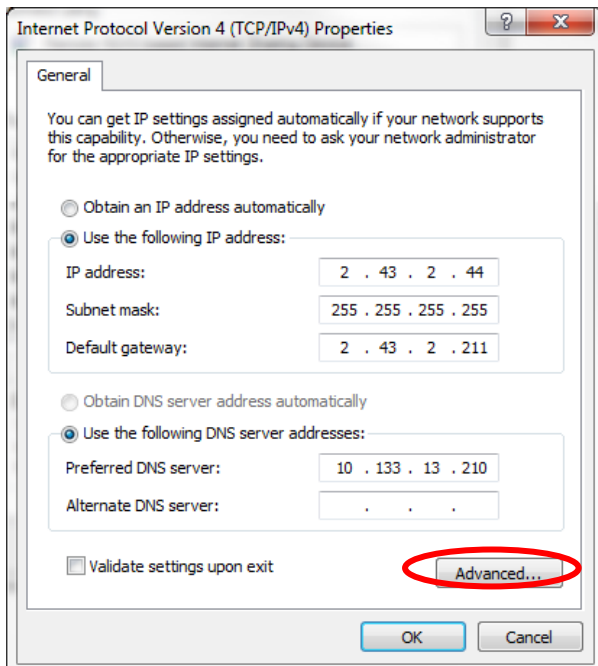 Internet Protocol Version 4 (TCP/IPv4) Properties
General
You can get IP settings assigned automatically if your network supports
this capability. Otherwise, you need to ask your network administrator
for the appropriate IP settings.
Obtain an IP address automatically
Use the following IP address:
IP address: 2 . 43 . 2 . 44
Subnet mask: 255 . 255 . 255 . 255
Default gateway: 2 . 43 . 2 . 211
Obtain DNS server address automatically
Use the following DNS server addresses:
Preferred DNS server: 10 . 133 . 13 . 210
Alternate DNS server: . . .
Validate settings upon exit
Advanced...
OK Cancel